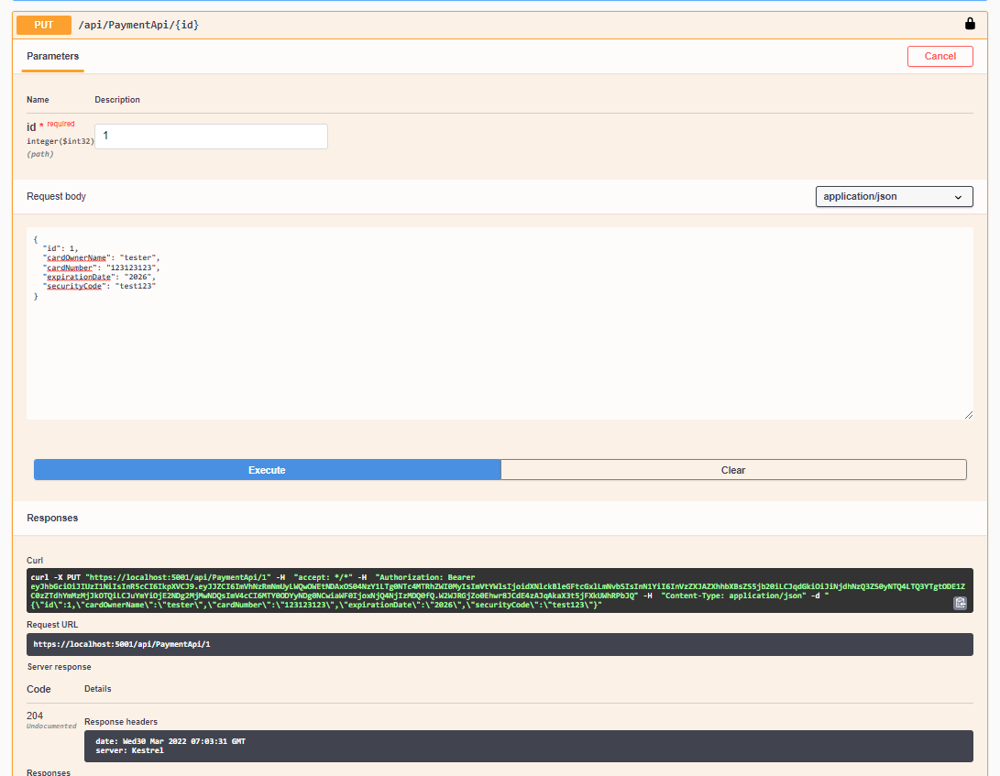 PUT /api/PaymentApi/{id}
Parameters
Cancel
Name Description
id * required
integer($int32)
(path)
1
Request body
application/json
{
"id": 1,
"cardOwnerName": "tester",
"cardNumber": "123123123",
"expirationDate": "2026",
"securityCode": "test123"
}
Execute
Clear
Responses
Curl
curl -X PUT "https://localhost:5001/api/PaymentApi/1" -H "accept: */*" -H "Authorization: Bearer
-H "Content-Type: application/json" -d "
{\"id\":1,\"cardOwnerName\":\"tester\",\"cardNumber\":\"123123123\",\"expirationDate\":\"2026\",\"securityCode\":\"test123\"}"
Request URL
https://localhost:5001/api/PaymentApi/1
Server response
Code Details
204
Undocumented
Response headers
date: Wed30 Mar 2022 07:03:31 GMT
server: Kestrel
Responses